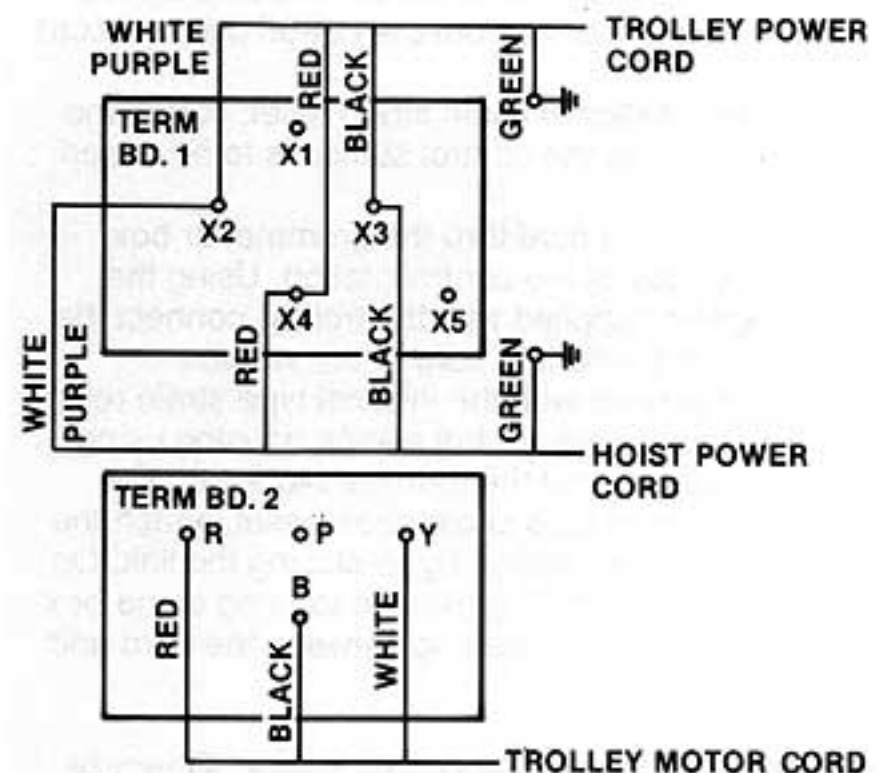 WHITE
PURPLE
RED
BLACK
GREEN
TROLLEY POWER
CORD
TERM
BD. 1
X1
X2
X3
X4
X5
WHITE
PURPLE
RED
BLACK
GREEN
HOIST POWER
CORD
TERM BD. 2
R
P
Y
B
RED
BLACK
WHITE
TROLLEY MOTOR CORD